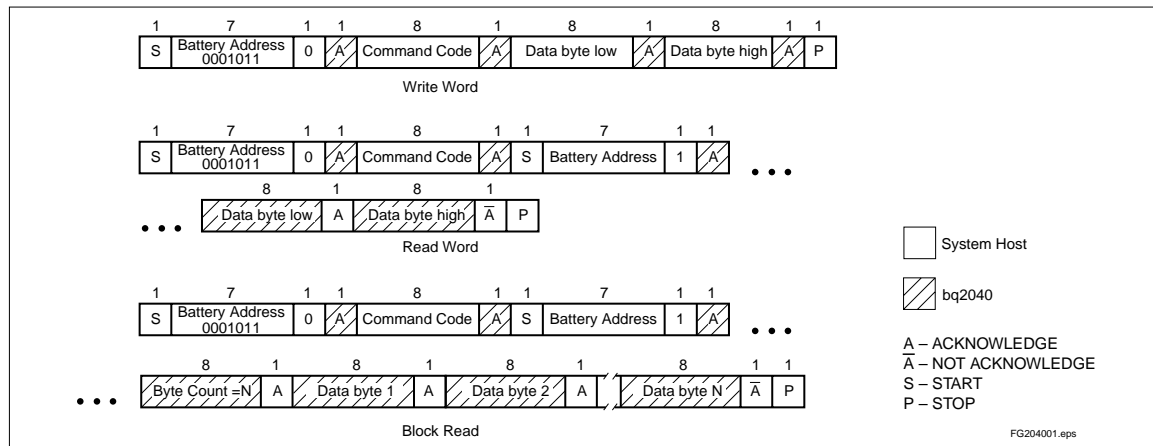 1 7 1 1 8 1 8 1 8 1 1
S Battery Address 0001011 0 A Command Code A Data byte low A Data byte high A P
Write Word
1 7 1 1 8 1 1 7 1 1
S Battery Address 0001011 0 A Command Code A S Battery Address 1 A • • •
8 1 8 1
• • • Data byte low A Data byte high A̅ P
Read Word
System Host
bq2040
1 7 1 1 8 1 1 7 1 1
S Battery Address 0001011 0 A Command Code A S Battery Address 1 A • • •
8 1 8 1 8 1 8 1 1
• • • Byte Count =N A Data byte 1 A Data byte 2 A Data byte N A̅ P
Block Read
A – ACKNOWLEDGE
A̅ – NOT ACKNOWLEDGE
S – START
P – STOP
FG204001.eps